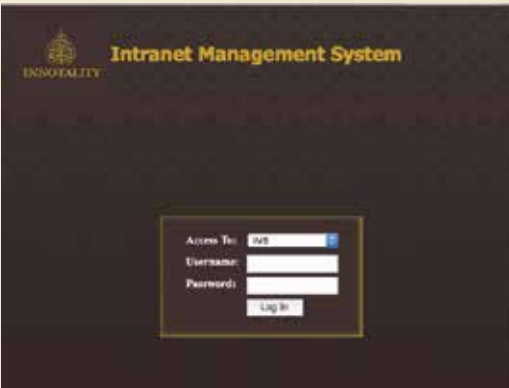 Intranet Management System
INNOTALITY
Access To: IMS
Username:
Password:
Log In